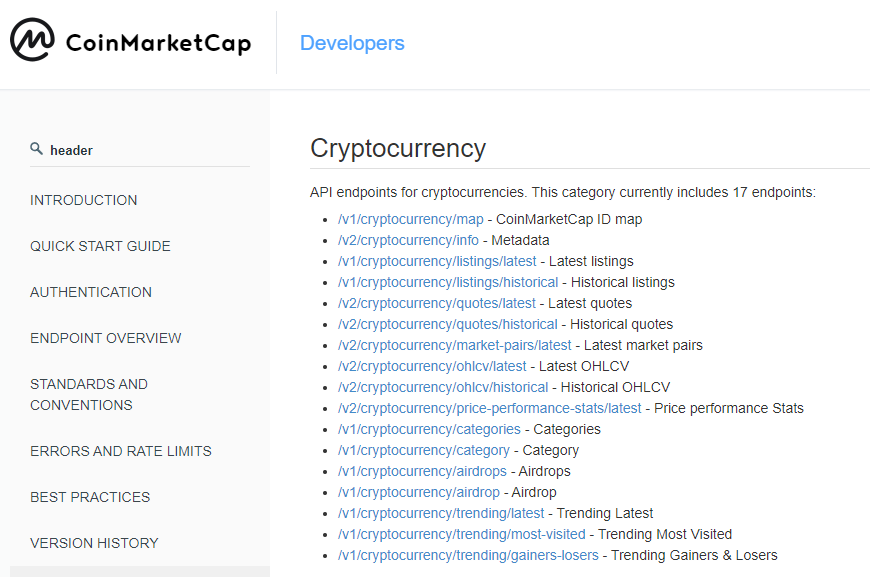 CoinMarketCap
Developers
header
INTRODUCTION
QUICK START GUIDE
AUTHENTICATION
ENDPOINT OVERVIEW
STANDARDS AND
CONVENTIONS
ERRORS AND RATE LIMITS
BEST PRACTICES
VERSION HISTORY
Cryptocurrency
API endpoints for cryptocurrencies. This category currently includes 17 endpoints:
/v1/cryptocurrency/map - CoinMarketCap ID map
/v2/cryptocurrency/info - Metadata
/v1/cryptocurrency/listings/latest - Latest listings
/v1/cryptocurrency/listings/historical - Historical listings
/v2/cryptocurrency/quotes/latest - Latest quotes
/v2/cryptocurrency/quotes/historical - Historical quotes
/v2/cryptocurrency/market-pairs/latest - Latest market pairs
/v2/cryptocurrency/ohlcv/latest - Latest OHLCV
/v2/cryptocurrency/ohlcv/historical - Historical OHLCV
/v2/cryptocurrency/price-performance-stats/latest - Price performance Stats
/v1/cryptocurrency/categories - Categories
/v1/cryptocurrency/category - Category
/v1/cryptocurrency/airdrops - Airdrops
/v1/cryptocurrency/airdrop - Airdrop
/v1/cryptocurrency/trending/latest - Trending Latest
/v1/cryptocurrency/trending/most-visited - Trending Most Visited
/v1/cryptocurrency/trending/gainers-losers - Trending Gainers & Losers